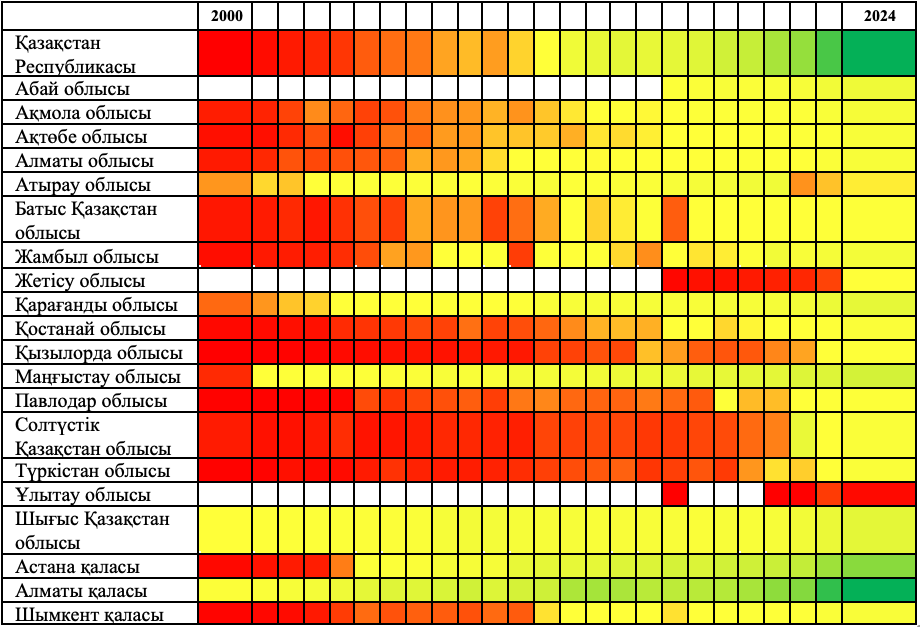 2000 2024
Қазақстан
Республикасы
Абай облысы
Ақмола облысы
Ақтөбе облысы
Алматы облысы
Атырау облысы
Батыс Қазақстан
облысы
Жамбыл облысы
Жетісу облысы
Қарағанды облысы
Қостанай облысы
Қызылорда облысы
Маңғыстау облысы
Павлодар облысы
Солтүстік
Қазақстан облысы
Түркістан облысы
Ұлытау облысы
Шығыс Қазақстан
облысы
Астана қаласы
Алматы қаласы
Шымкент қаласы